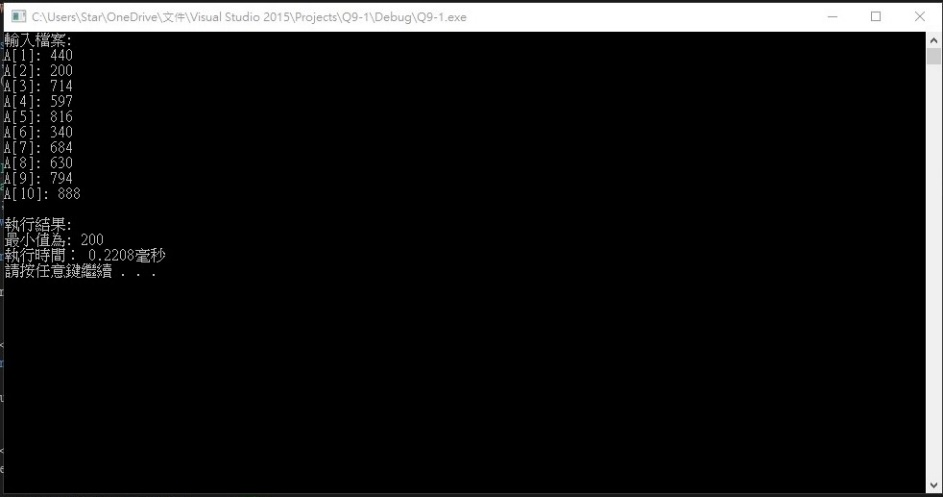 C:\Users\Star\OneDrive\文件\Visual Studio 2015\Projects\Q9-1\Debug\Q9-1.exe
輸入檔案:
A[1]: 440
A[2]: 200
A[3]: 714
A[4]: 597
A[5]: 816
A[6]: 340
A[7]: 684
A[8]: 630
A[9]: 794
A[10]: 888
執行結果:
最小值為: 200
執行時間： 0.2208毫秒
請按任意鍵繼續 . . .